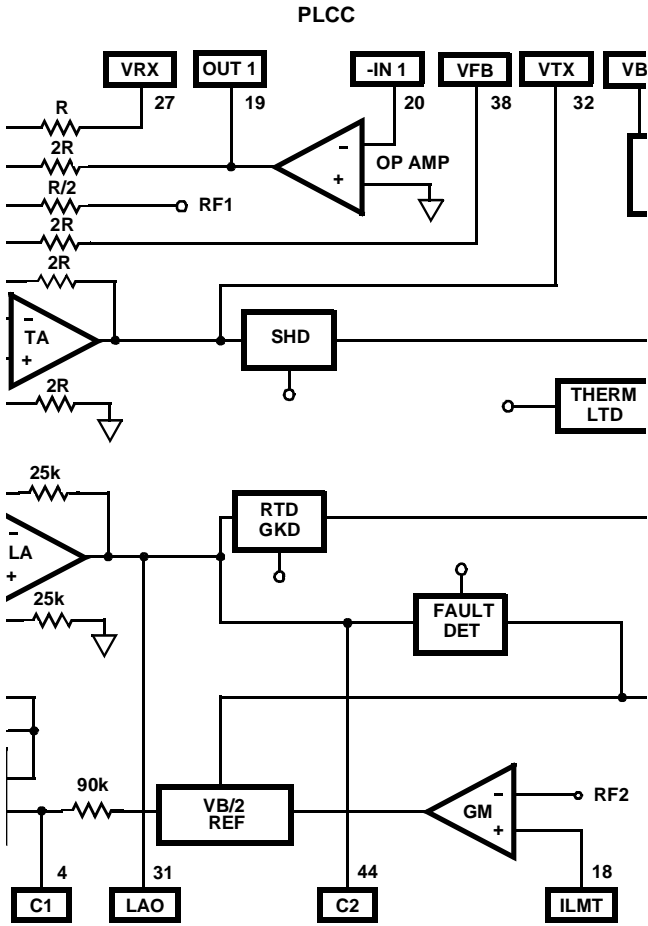 PLCC
VRX
OUT 1
-IN 1
VFB
VTX
VB
27
19
20
38
32
R
2R
R/2
RF1
2R
2R
-
+
OP AMP
-
TA
+
SHD
2R
THERM
LTD
25k
-
LA
+
RTD
GKD
25k
FAULT
DET
90k
VB/2
REF
-
GM
+
RF2
4
31
44
18
C1
LAO
C2
ILMT